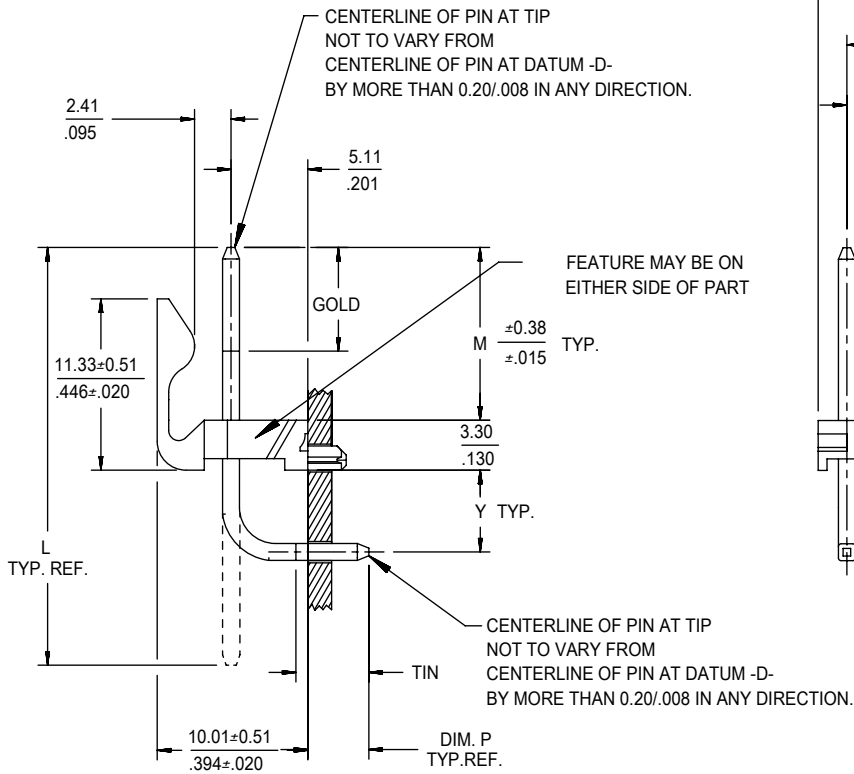 CENTERLINE OF PIN AT TIP
NOT TO VARY FROM
CENTERLINE OF PIN AT DATUM -D-
BY MORE THAN 0.20/.008 IN ANY DIRECTION.
2.41
.095
5.11
.201
FEATURE MAY BE ON
EITHER SIDE OF PART
GOLD
M ±0.38 TYP.
±.015
11.33±0.51
.446±.020
3.30
.130
Y TYP.
L
TYP. REF.
CENTERLINE OF PIN AT TIP
NOT TO VARY FROM
CENTERLINE OF PIN AT DATUM -D-
BY MORE THAN 0.20/.008 IN ANY DIRECTION.
TIN
10.01±0.51
.394±.020
DIM. P
TYP.REF.